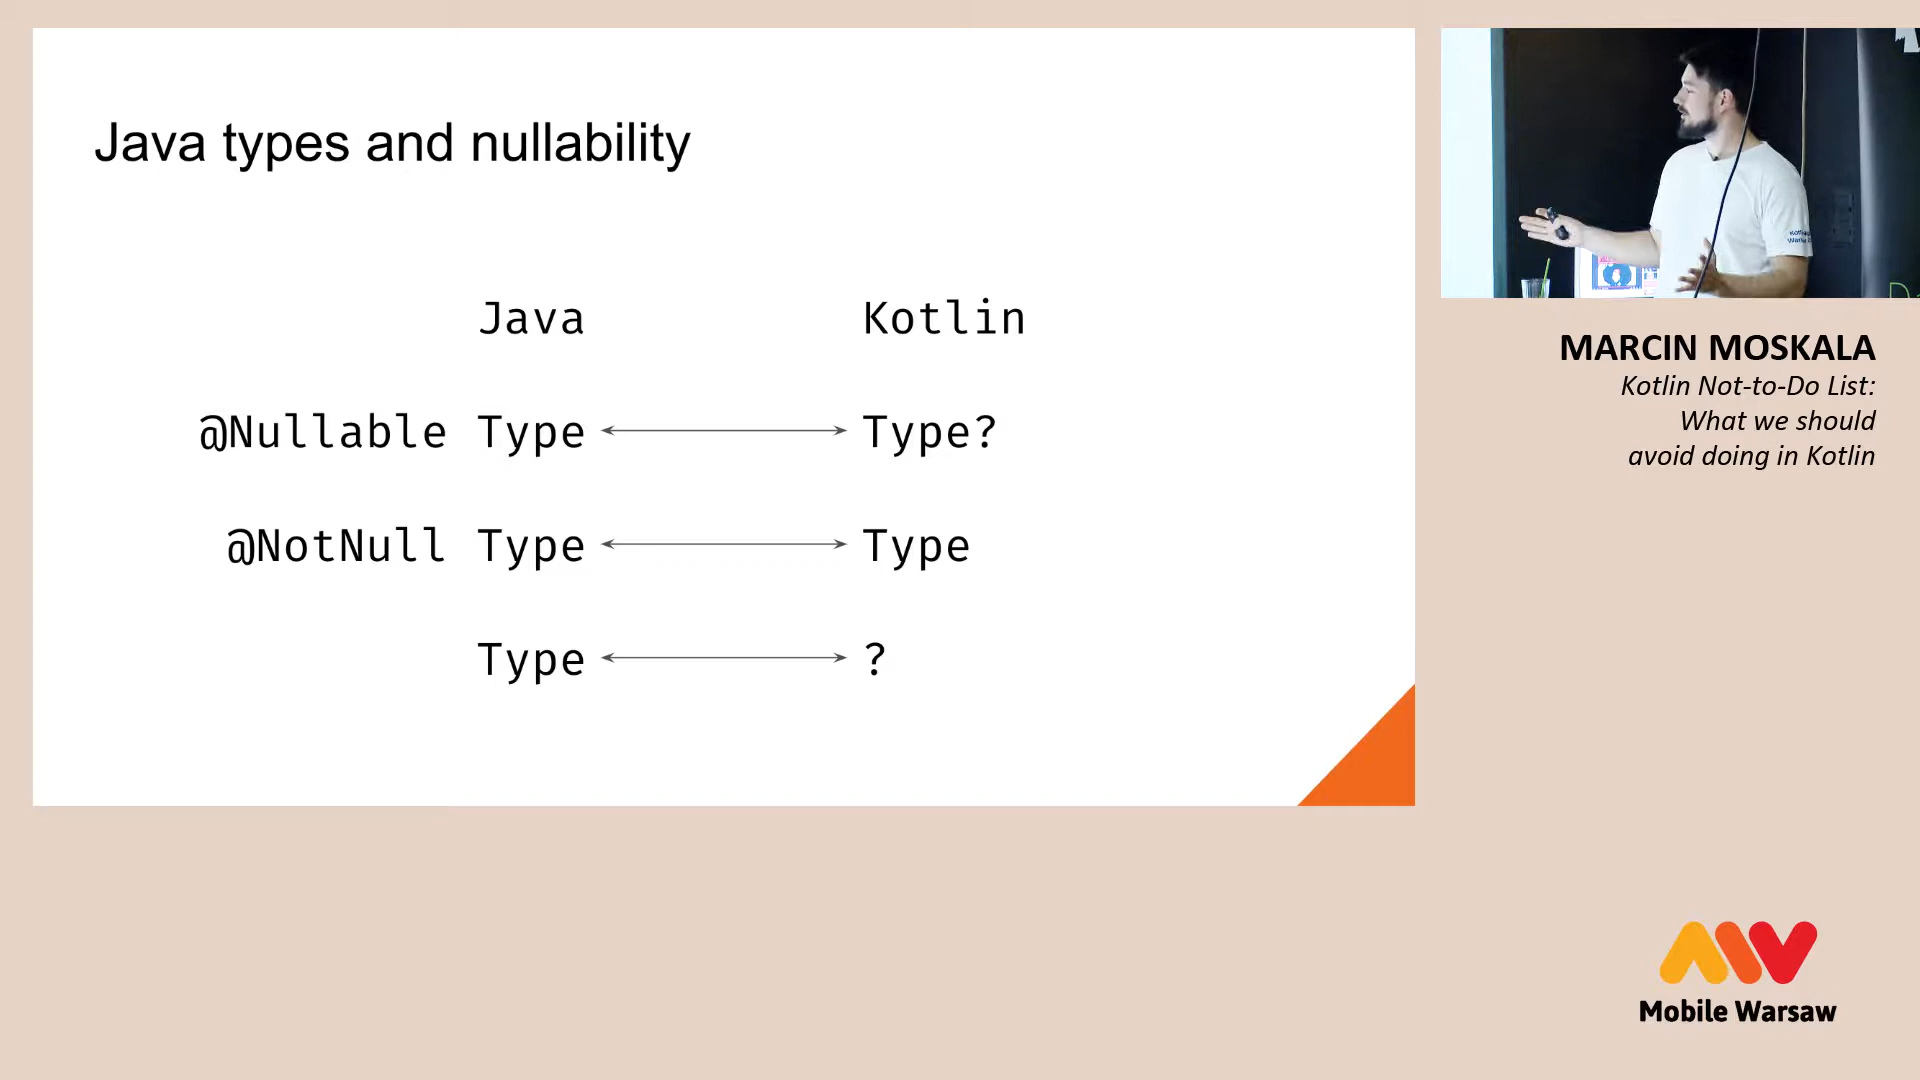 Java types and nullability
Java Kotlin
@Nullable Type Type?
@NotNull Type Type
Type ?
MARCIN MOSKALA
Kotlin Not-to-Do List:
What we should
avoid doing in Kotlin
Mobile Warsaw